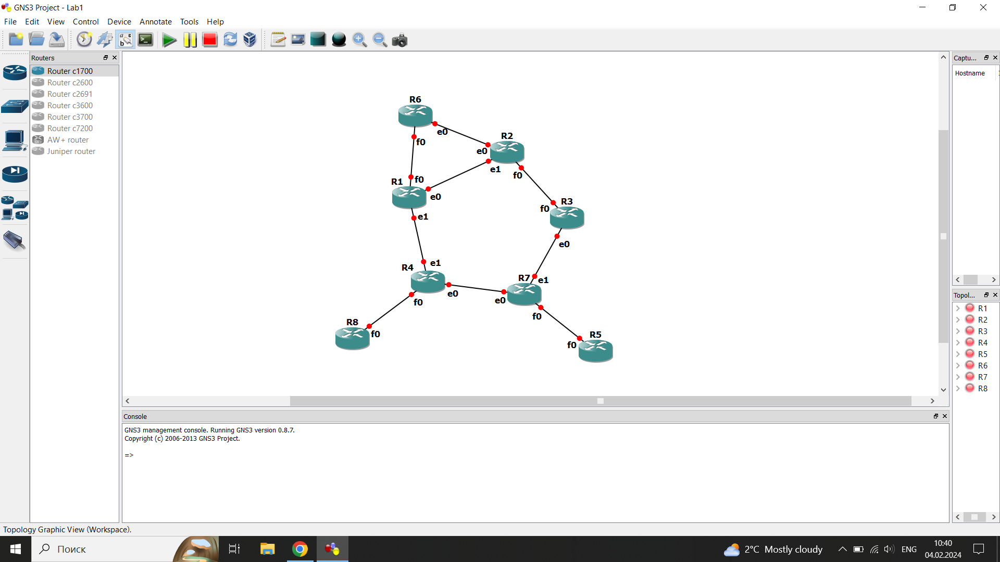 GNS3 Project - Lab1
File Edit View Control Device Annotate Tools Help
Routers
Router c1700
Router c2600
Router c2691
Router c3600
Router c3700
Router c7200
AW+ router
Juniper router
R6
e0
f0
R2
e0
e1
f0
R1
f0
e0
e1
R3
f0
e0
R4
e1
e0
f0
R7
e1
e0
f0
R8
f0
R5
f0
Captu...
Hostname
Topol...
R1
R2
R3
R4
R5
R6
R7
R8
Console
GNS3 management console. Running GNS3 version 0.8.7.
Copyright (c) 2006-2013 GNS3 Project.
=>
Topology Graphic View (Workspace).
Поиск
2°C Mostly cloudy
ENG
10:40
04.02.2024